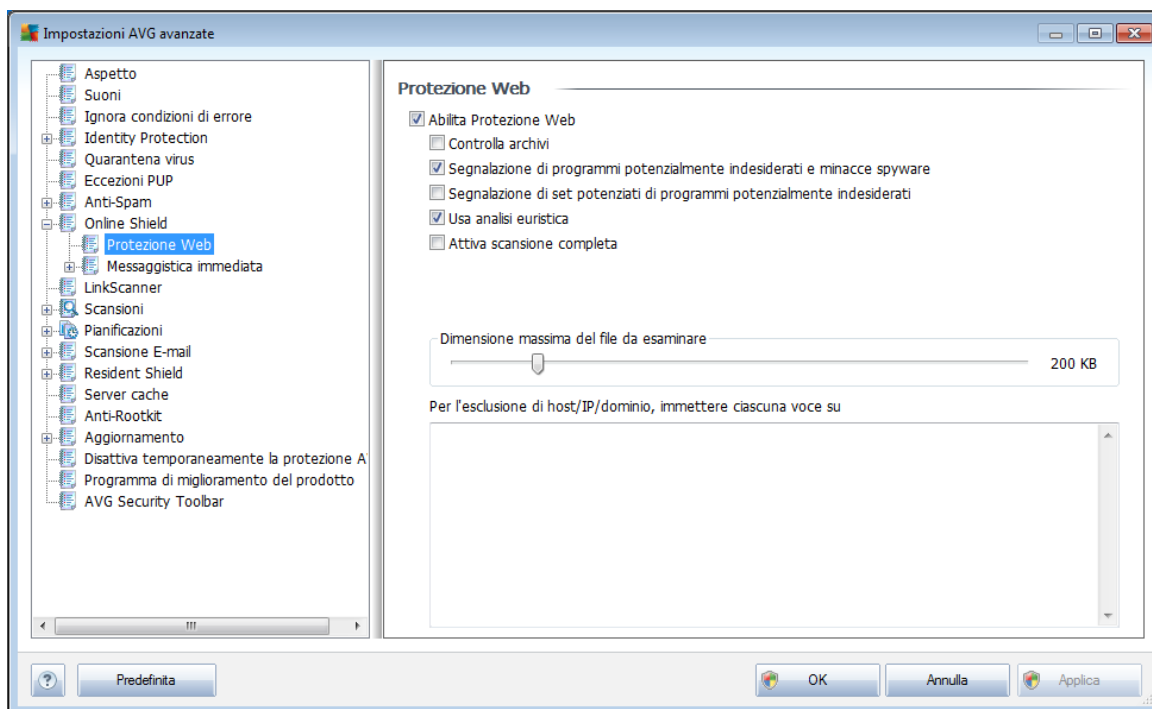 Impostazioni AVG avanzate
Aspetto
Suoni
Ignora condizioni di errore
Identity Protection
Quarantena virus
Eccezioni PUP
Anti-Spam
Online Shield
Protezione Web
Messaggistica immediata
LinkScanner
Scansioni
Pianificazioni
Scansione E-mail
Resident Shield
Server cache
Anti-Rootkit
Aggiornamento
Disattiva temporaneamente la protezione A
Programma di miglioramento del prodotto
AVG Security Toolbar
Protezione Web
Abilita Protezione Web
Controlla archivi
Segnalazione di programmi potenzialmente indesiderati e minacce spyware
Segnalazione di set potenziati di programmi potenzialmente indesiderati
Usa analisi euristica
Attiva scansione completa
Dimensione massima del file da esaminare
200 KB
Per l'esclusione di host/IP/dominio, immettere ciascuna voce su
? Predefinita OK Annulla Applica